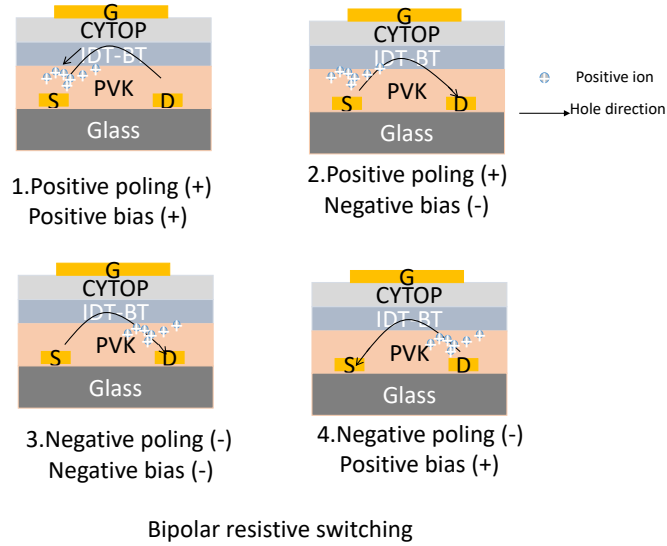 G
CYTOP
IDT-BT
PVK
S
D
Glass
1.Positive poling (+)
Positive bias (+)
G
CYTOP
IDT-BT
PVK
S
D
Glass
2.Positive poling (+)
Negative bias (-)
Positive ion
Hole direction
G
CYTOP
IDT-BT
PVK
S
D
Glass
3.Negative poling (-)
Negative bias (-)
G
CYTOP
IDT-BT
PVK
S
D
Glass
4.Negative poling (-)
Positive bias (+)
Bipolar resistive switching